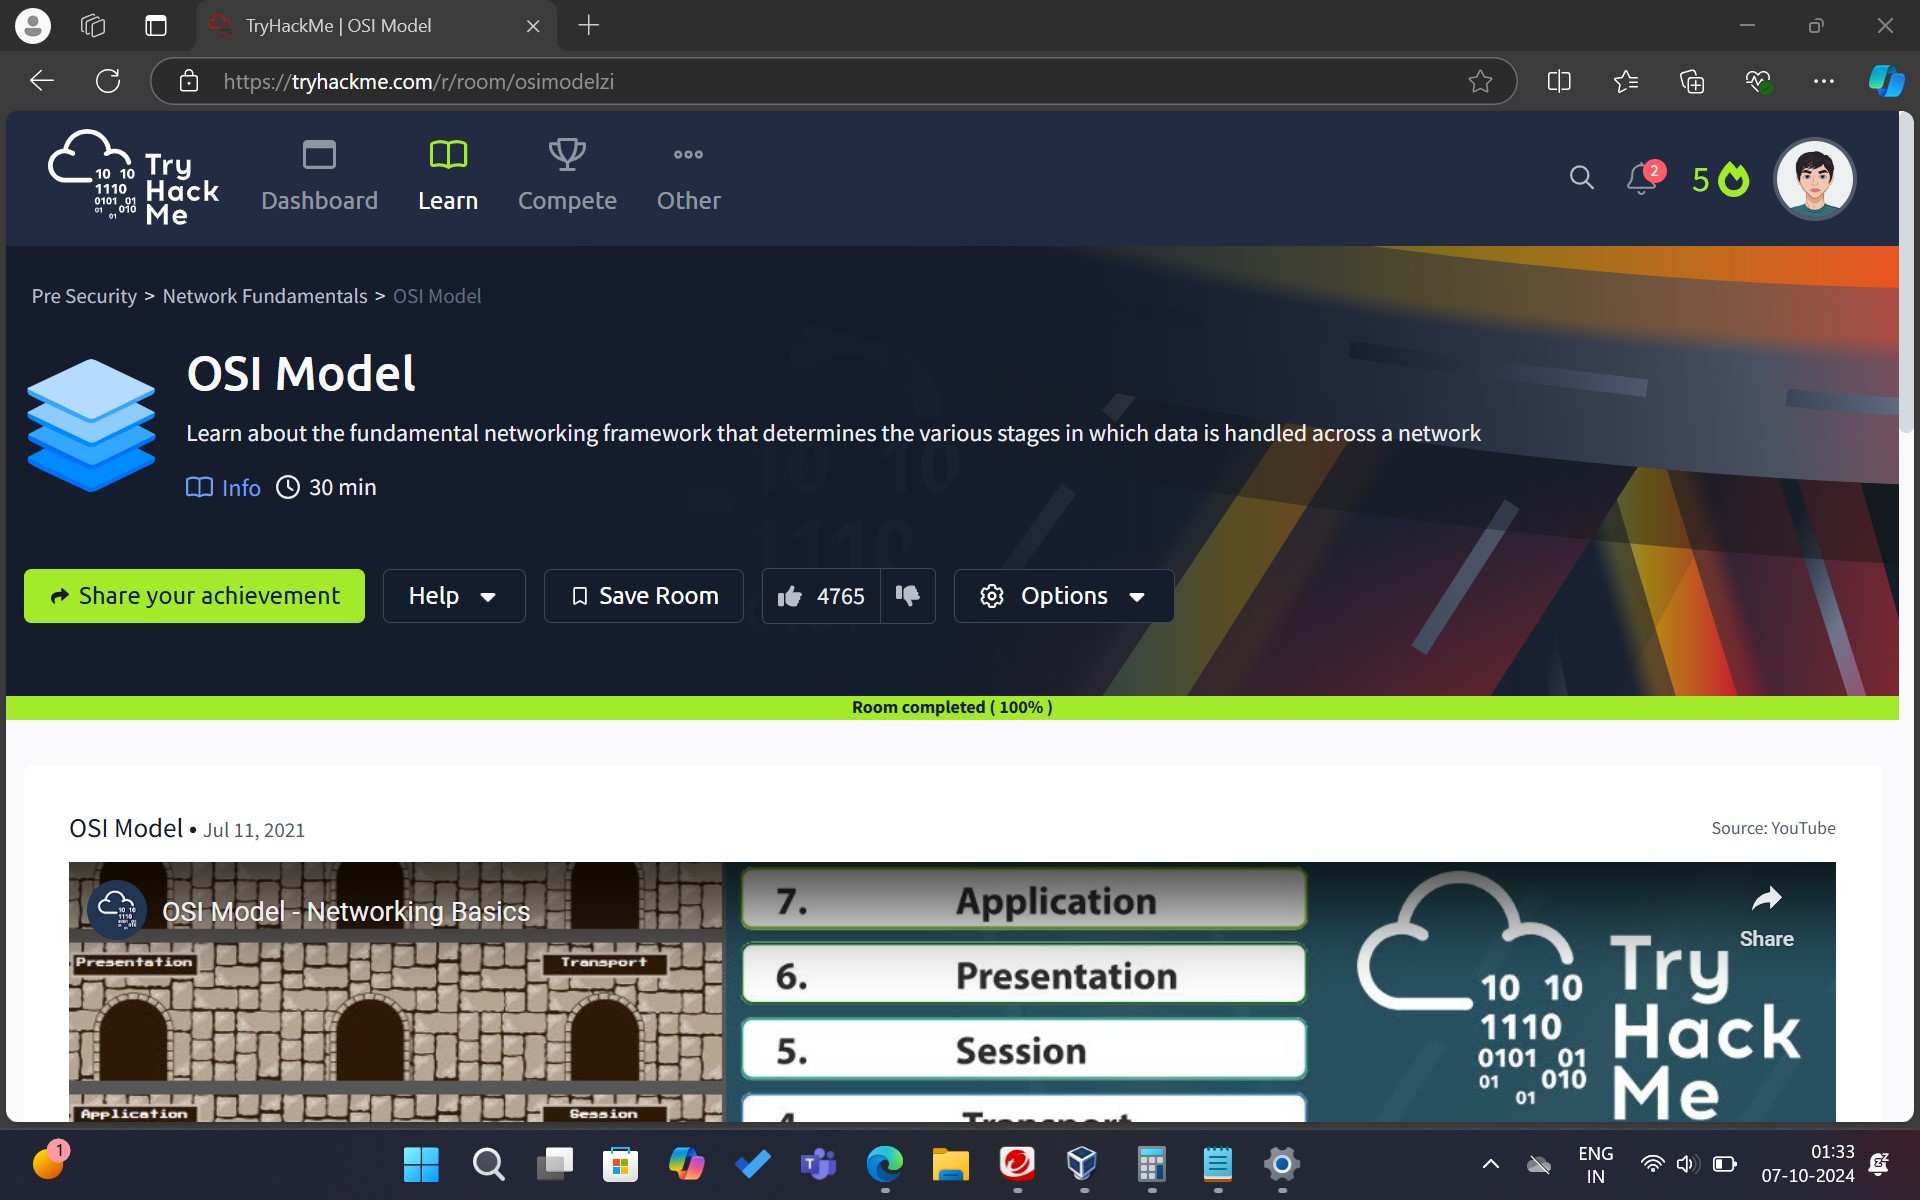 TryHackMe | OSI Model
https://tryhackme.com/r/room/osimodelzi
Try
Hack
Me
10 10
1110
0101 01
01 010
01
Dashboard
Learn
Compete
Other
2
5
Pre Security > Network Fundamentals > OSI Model
OSI Model
Learn about the fundamental networking framework that determines the various stages in which data is handled across a network
Info
30 min
Share your achievement
Help
Save Room
4765
Options
Room completed ( 100% )
OSI Model • Jul 11, 2021
Source: YouTube
OSI Model - Networking Basics
Presentation
Transport
Application
Session
7. Application
6. Presentation
5. Session
4. Transport
Share
10 10
1110
0101 01
01 010
01
Try
Hack
Me
1
ENG
IN
01:33
07-10-2024